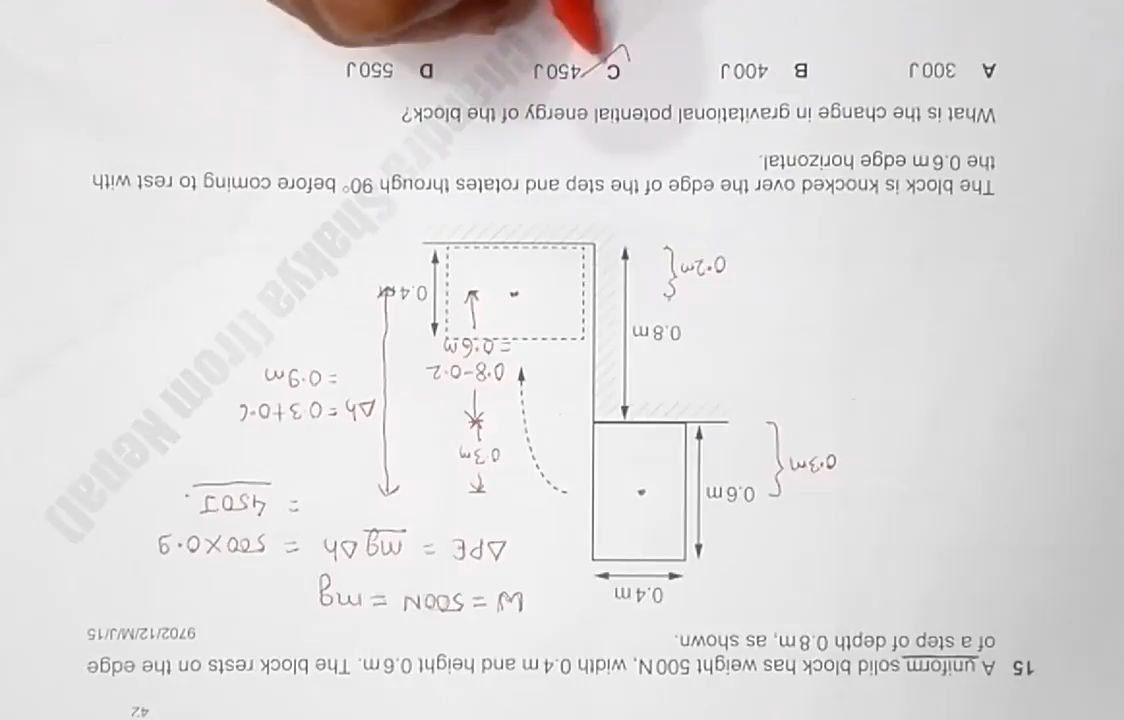 42
15 A uniform solid block has weight 500 N, width 0.4 m and height 0.6 m. The block rests on the edge
of a step of depth 0.8 m, as shown.
9702/12/M/J/15
W = 500N = mg
0.4 m
ΔPE = mgΔh = 500×0.9
= 450J.
0.6 m
0.3m
0.3m
Δh = 0.3+0.6
= 0.9m
0.8-0.2
= 0.6m
0.8 m
0.4 m
0.2m
The block is knocked over the edge of the step and rotates through 90° before coming to rest with
the 0.6 m edge horizontal.
What is the change in gravitational potential energy of the block?
A 300 J B 400 J C 450 J D 550 J
Shakya (from Nepal)